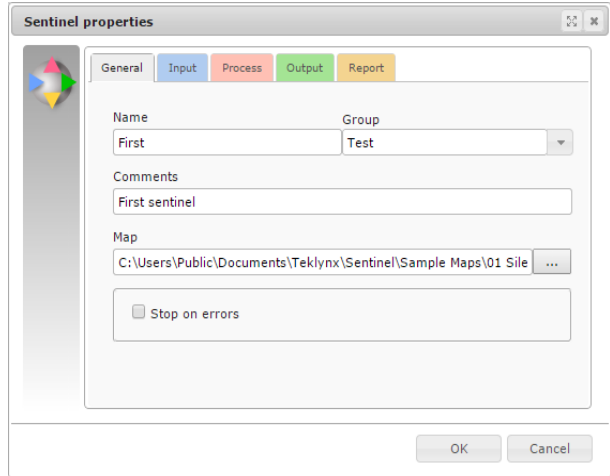 Sentinel properties
General Input Process Output Report
Name Group
First Test
Comments
First sentinel
Map
C:\Users\Public\Documents\Teklynx\Sentinel\Sample Maps\01 Sile ...
Stop on errors
OK Cancel